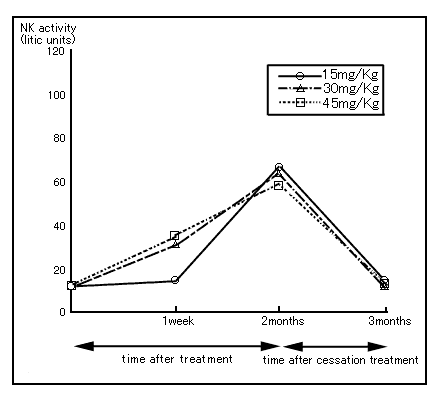 NK activity
(litic units)
120
100
80
60
40
20
0
15mg/Kg
30mg/Kg
45mg/Kg
1week
2months
3months
time after treatment
time after cessation treatment